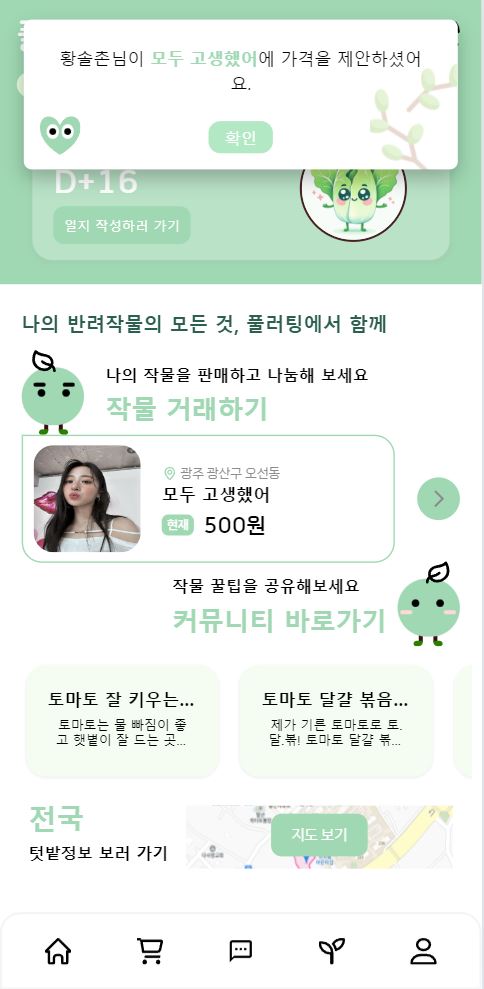 황솔촌님이 모두 고생했어에 가격을 제안하셨어
요.
확인
D+16
일지 작성하러 가기
나의 반려작물의 모든 것, 풀러팅에서 함께
나의 작물을 판매하고 나눔해 보세요
작물 거래하기
광주 광산구 오선동
모두 고생했어
현재 500원
작물 꿀팁을 공유해보세요
커뮤니티 바로가기
토마토 잘 키우는...
토마토는 물 빠짐이 좋
고 햇볕이 잘 드는 곳...
토마토 달걀 볶음...
제가 기른 토마토로 토.
달.볶! 토마토 달걀 볶...
전국
텃밭정보 보러 가기
지도 보기